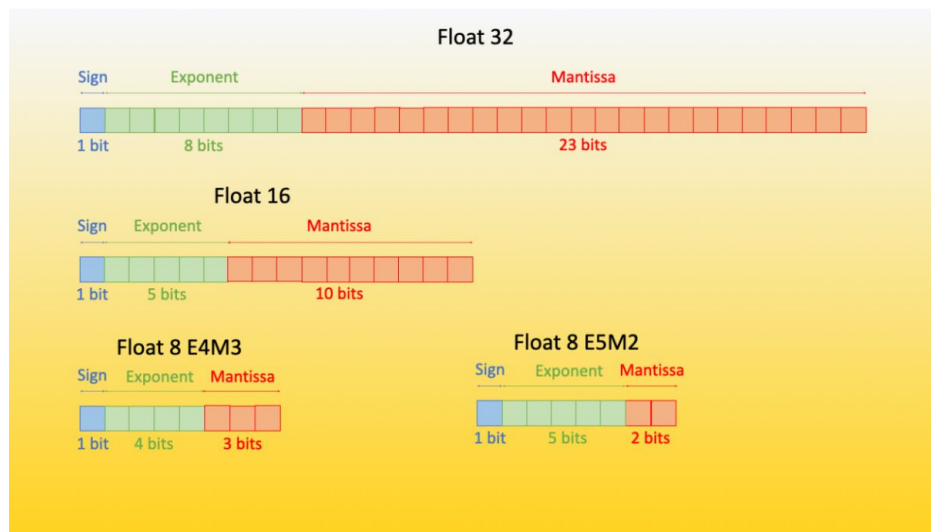 Float 32
Sign Exponent Mantissa
1 bit 8 bits 23 bits
Float 16
Sign Exponent Mantissa
1 bit 5 bits 10 bits
Float 8 E4M3
Sign Exponent Mantissa
1 bit 4 bits 3 bits
Float 8 E5M2
Sign Exponent Mantissa
1 bit 5 bits 2 bits